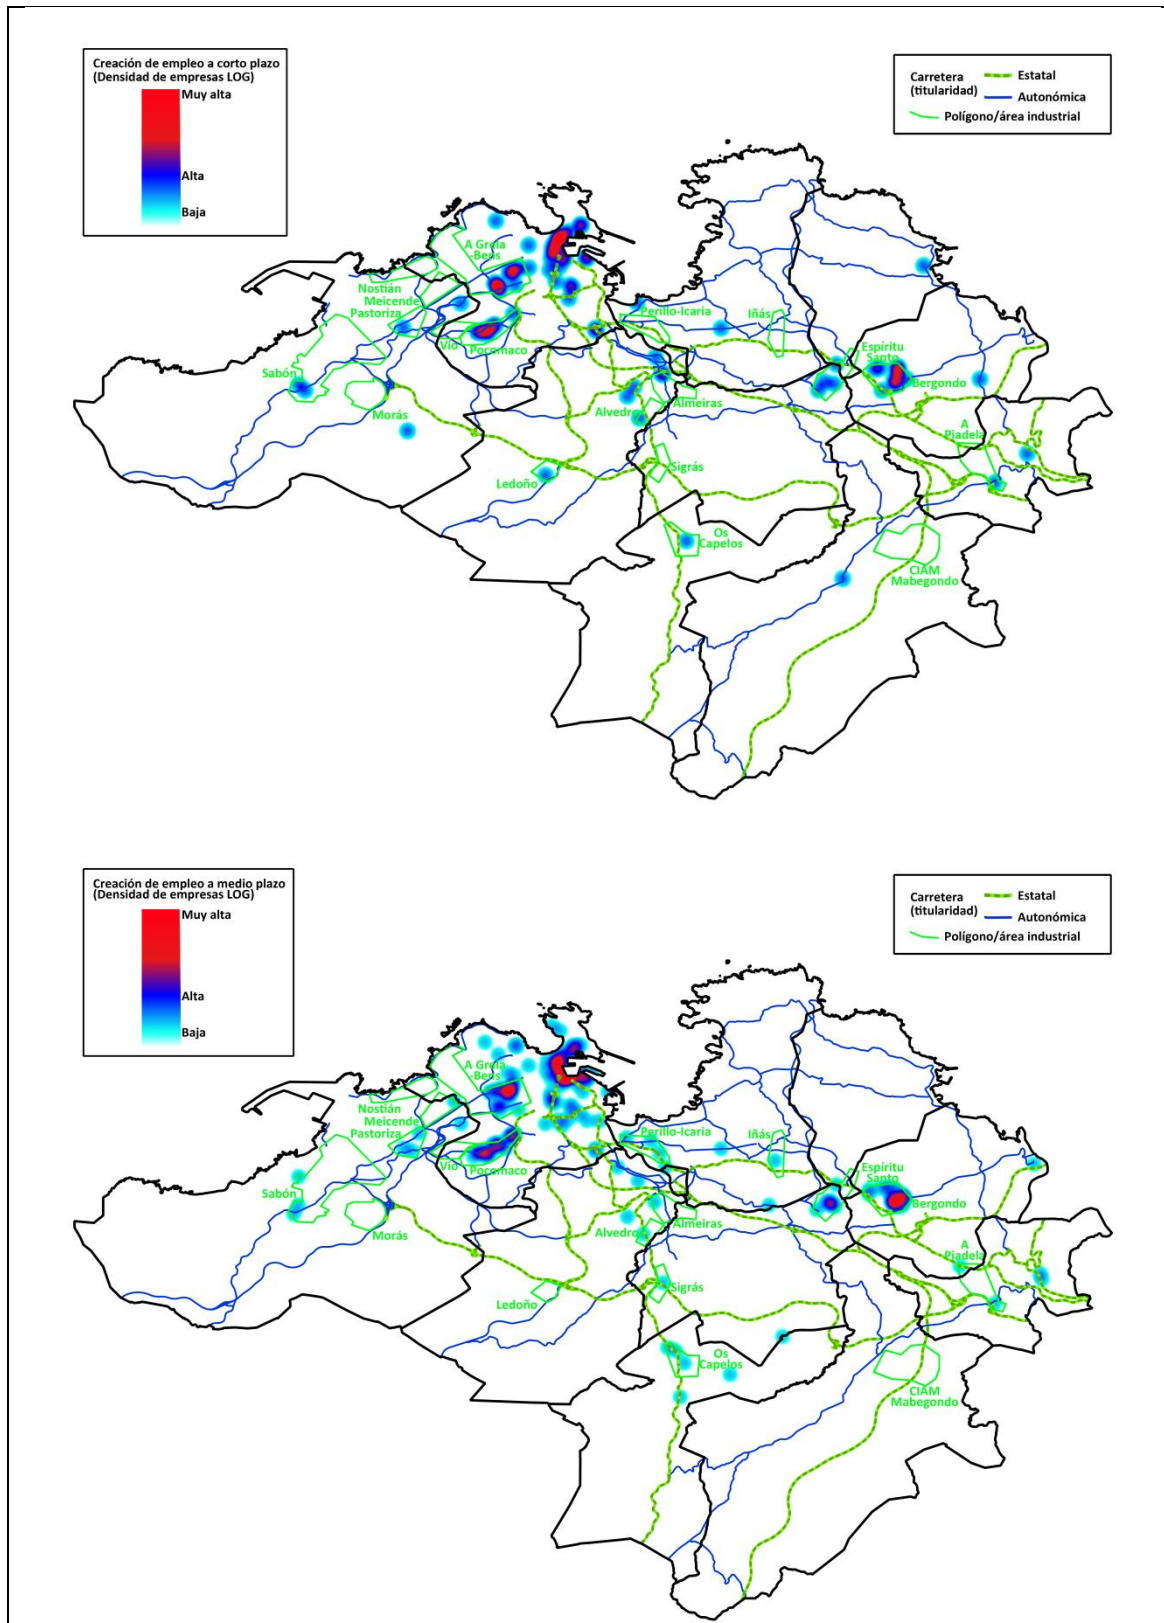 Creación de empleo a corto plazo
(Densidad de empresas LOG)
Muy alta
Alta
Baja
Carretera
(titularidad)
Estatal
Autonómica
Polígono/área industrial
A Grela
-Bens
Nostián
Meicende
Pastoriza
Vío
Pocomaco
Sabón
Morás
Perillo-Icaria
Iñás
Espíritu
Santo
Bergondo
Alvedro
Almeiras
A
Piadela
Ledoño
Sigrás
Os
Capelos
CIAM
Mabegondo
Creación de empleo a medio plazo
(Densidad de empresas LOG)
Muy alta
Alta
Baja
Carretera
(titularidad)
Estatal
Autonómica
Polígono/área industrial
A Grela
-Bens
Nostián
Meicende
Pastoriza
Vío
Pocomaco
Sabón
Morás
Perillo-Icaria
Iñás
Espíritu
Santo
Bergondo
Alvedro
Almeiras
A
Piadela
Ledoño
Sigrás
Os
Capelos
CIAM
Mabegondo